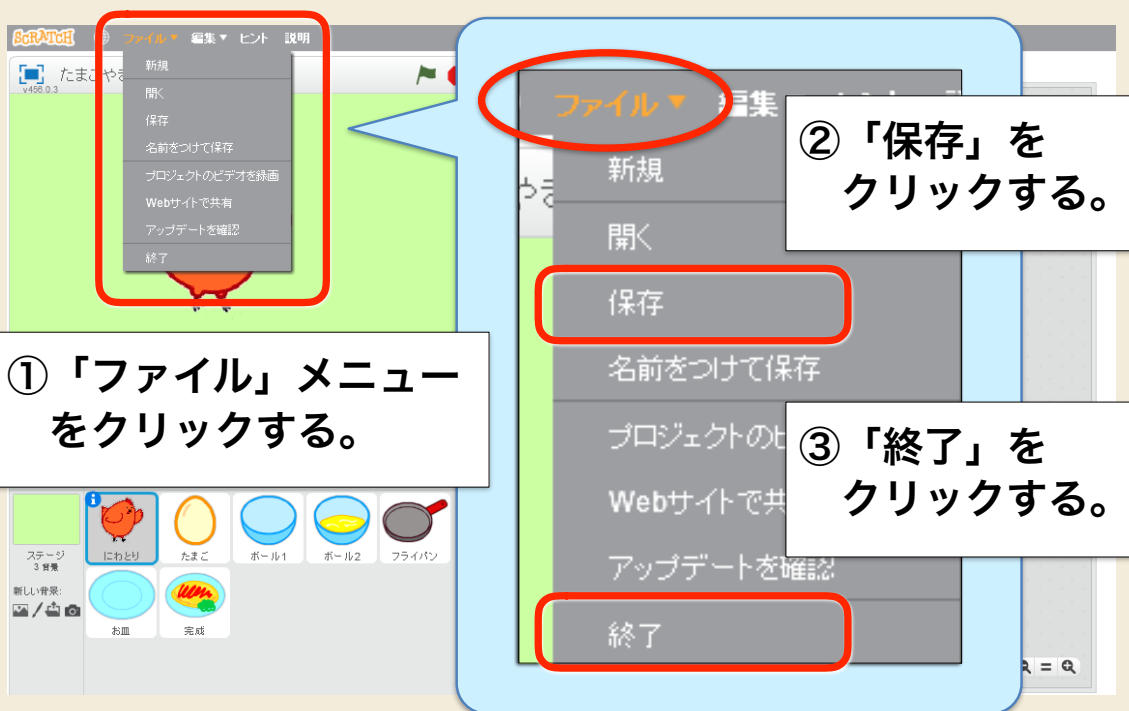 SCRATCH ファイル▼ 編集▼ ヒント 説明
v456.0.3
たまごやき
新規
開く
保存
名前をつけて保存
プロジェクトのビデオを録画
Webサイトで共有
アップデートを確認
終了
①「ファイル」メニュー
をクリックする。
ファイル▼ 編集
新規
開く
保存
名前をつけて保存
プロジェクトのビ
Webサイトで共
アップデートを確認
終了
②「保存」を
クリックする。
③「終了」を
クリックする。
ステージ
3 背景
新しい背景:
にわとり
たまご
ボール1
ボール2
フライパン
お皿
完成